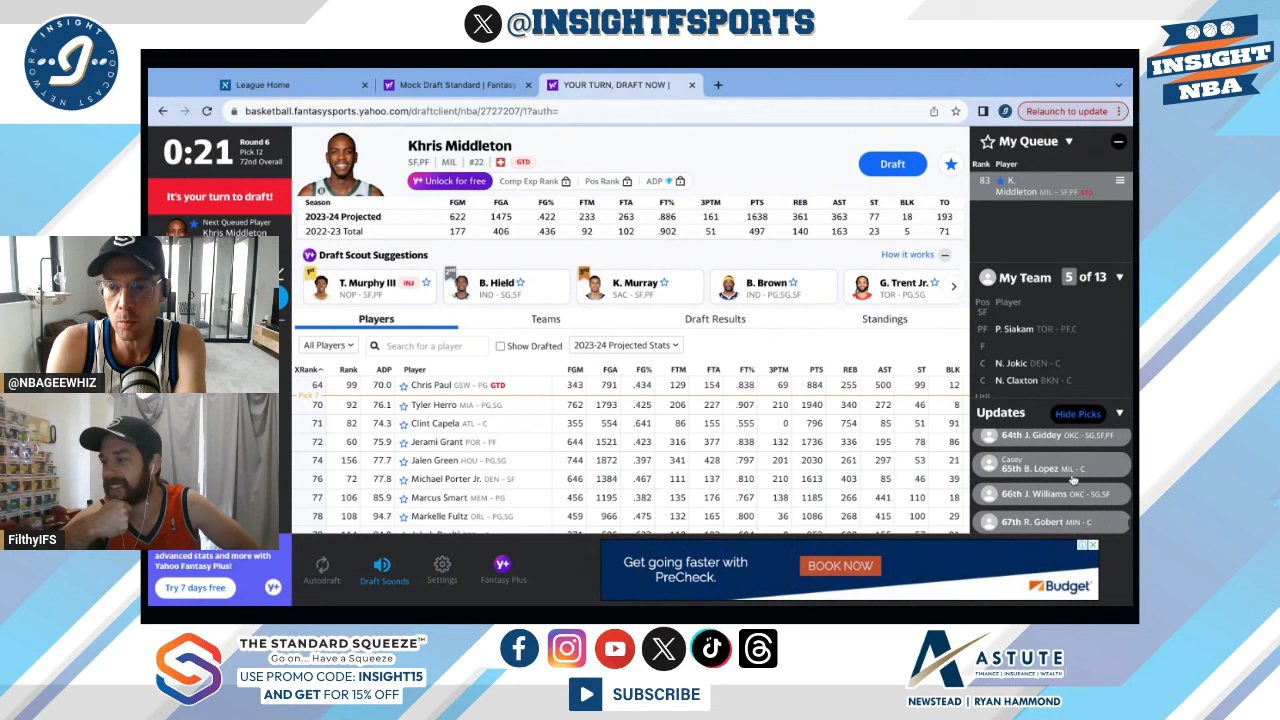 @INSIGHTFSPORTS
INSIGHT
PODCAST NETWORK
INSIGHT
NBA
League Home
Mock Draft Standard | Fantasy
YOUR TURN, DRAFT NOW |
basketball.fantasysports.yahoo.com/draftclient/nba/2727207/1?auth=
Relaunch to update
0:21
Round 6
Pick 12
72nd Overall
It's your turn to draft!
Next Queued Player
Khris Middleton
Khris Middleton
SF,PF MIL #22 GTD
Draft
Y+ Unlock for free Comp Exp Rank Pos Rank ADP
Season FGM FGA FG% FTM FTA FT% 3PTM PTS REB AST ST BLK TO
2023-24 Projected 622 1475 .422 233 263 .886 161 1638 361 363 77 18 193
2022-23 Total 177 406 .436 92 102 .902 51 497 140 163 23 5 71
Y+ Draft Scout Suggestions
How it works
1st T. Murphy III INJ
NOP - SF,PF
B. Hield
IND - SG,SF
K. Murray
SAC - SF,PF
B. Brown
IND - PG,SG,SF
G. Trent Jr.
TOR - PG,SG
Players Teams Draft Results Standings
All Players Search for a player Show Drafted 2023-24 Projected Stats
XRank Rank ADP Player FGM FGA FG% FTM FTA FT% 3PTM PTS REB AST ST BLK
64 99 70.0 Chris Paul GSW - PG GTD 343 791 .434 129 154 .838 69 884 255 500 99 12
Pick 7
70 92 76.1 Tyler Herro MIA - PG,SG 762 1793 .425 206 227 .907 210 1940 340 272 46 8
71 82 74.3 Clint Capela ATL - C 355 554 .641 86 155 .555 0 796 754 85 51 91
72 60 75.9 Jerami Grant POR - PF 644 1521 .423 316 377 .838 132 1736 336 195 78 86
74 156 77.7 Jalen Green HOU - PG,SG 744 1872 .397 341 428 .797 201 2030 261 297 53 21
76 72 77.8 Michael Porter Jr. DEN - SF 646 1384 .467 111 137 .810 210 1613 403 85 46 39
77 106 85.9 Marcus Smart MEM - PG 456 1195 .382 135 176 .767 138 1185 266 441 110 18
78 108 94.7 Markelle Fultz ORL - PG,SG 459 966 .475 132 165 .800 36 1086 268 415 100 29
My Queue
Rank Player
83 K.
Middleton MIL - SF,PF GTD
My Team 5 of 13
Pos Player
SF
PF P. Siakam TOR - PF,C
F
C N. Jokic DEN - C
C N. Claxton BKN - C
Updates Hide Picks
64th J. Giddey OKC - SG,SF,PF
Casey
65th B. Lopez MIL - C
66th J. Williams OKC - SG,SF
67th R. Gobert MIN - C
@NBAGEEWHIZ
FilthyIFS
advanced stats and more with
Yahoo Fantasy Plus!
Try 7 days free
Y+
Autodraft Draft Sounds Settings Fantasy Plus
Get going faster with
PreCheck.
BOOK NOW
Budget
THE STANDARD SQUEEZE™
Go on... Have a Squeeze
USE PROMO CODE: INSIGHT15
AND GET FOR 15% OFF
SUBSCRIBE
ASTUTE
FINANCE | INSURANCE | WEALTH
NEWSTEAD | RYAN HAMMOND